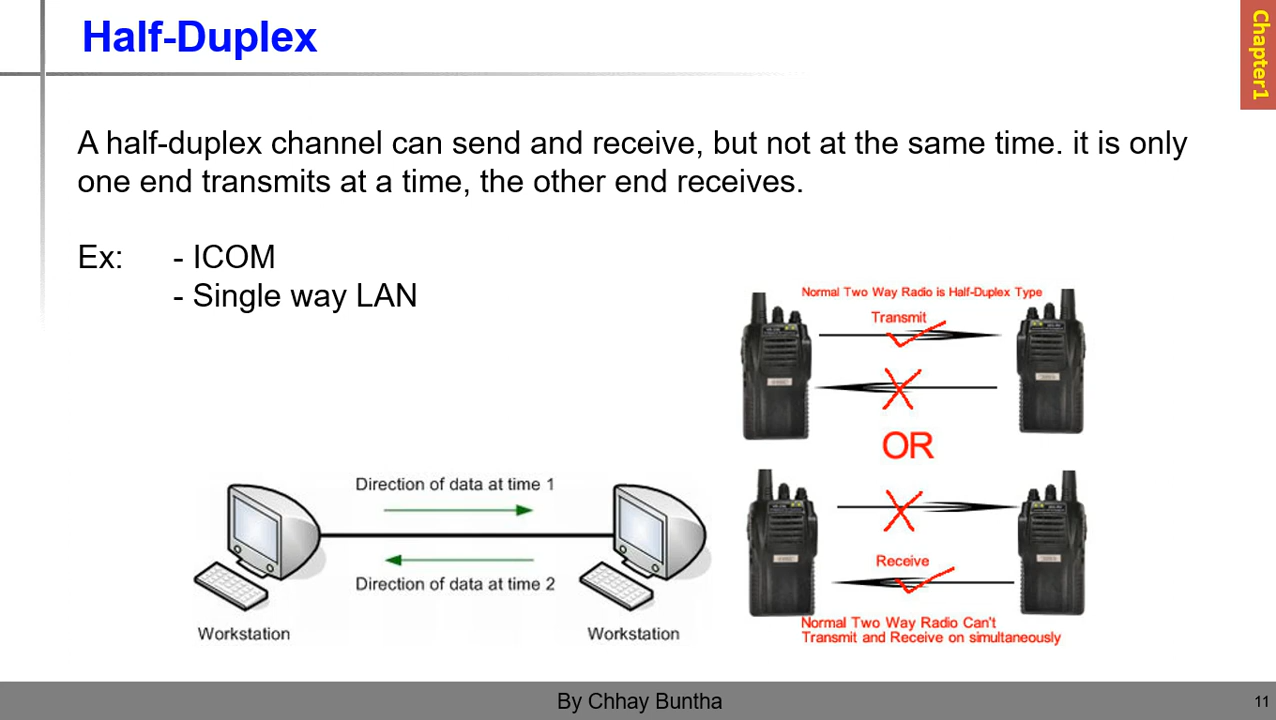 Half-Duplex
Chapter1
A half-duplex channel can send and receive, but not at the same time. it is only
one end transmits at a time, the other end receives.
Ex: - ICOM
- Single way LAN
Normal Two Way Radio is Half-Duplex Type
Transmit
OR
Receive
Normal Two Way Radio Can't
Transmit and Receive on simultaneously
Direction of data at time 1
Direction of data at time 2
Workstation
Workstation
By Chhay Buntha
11